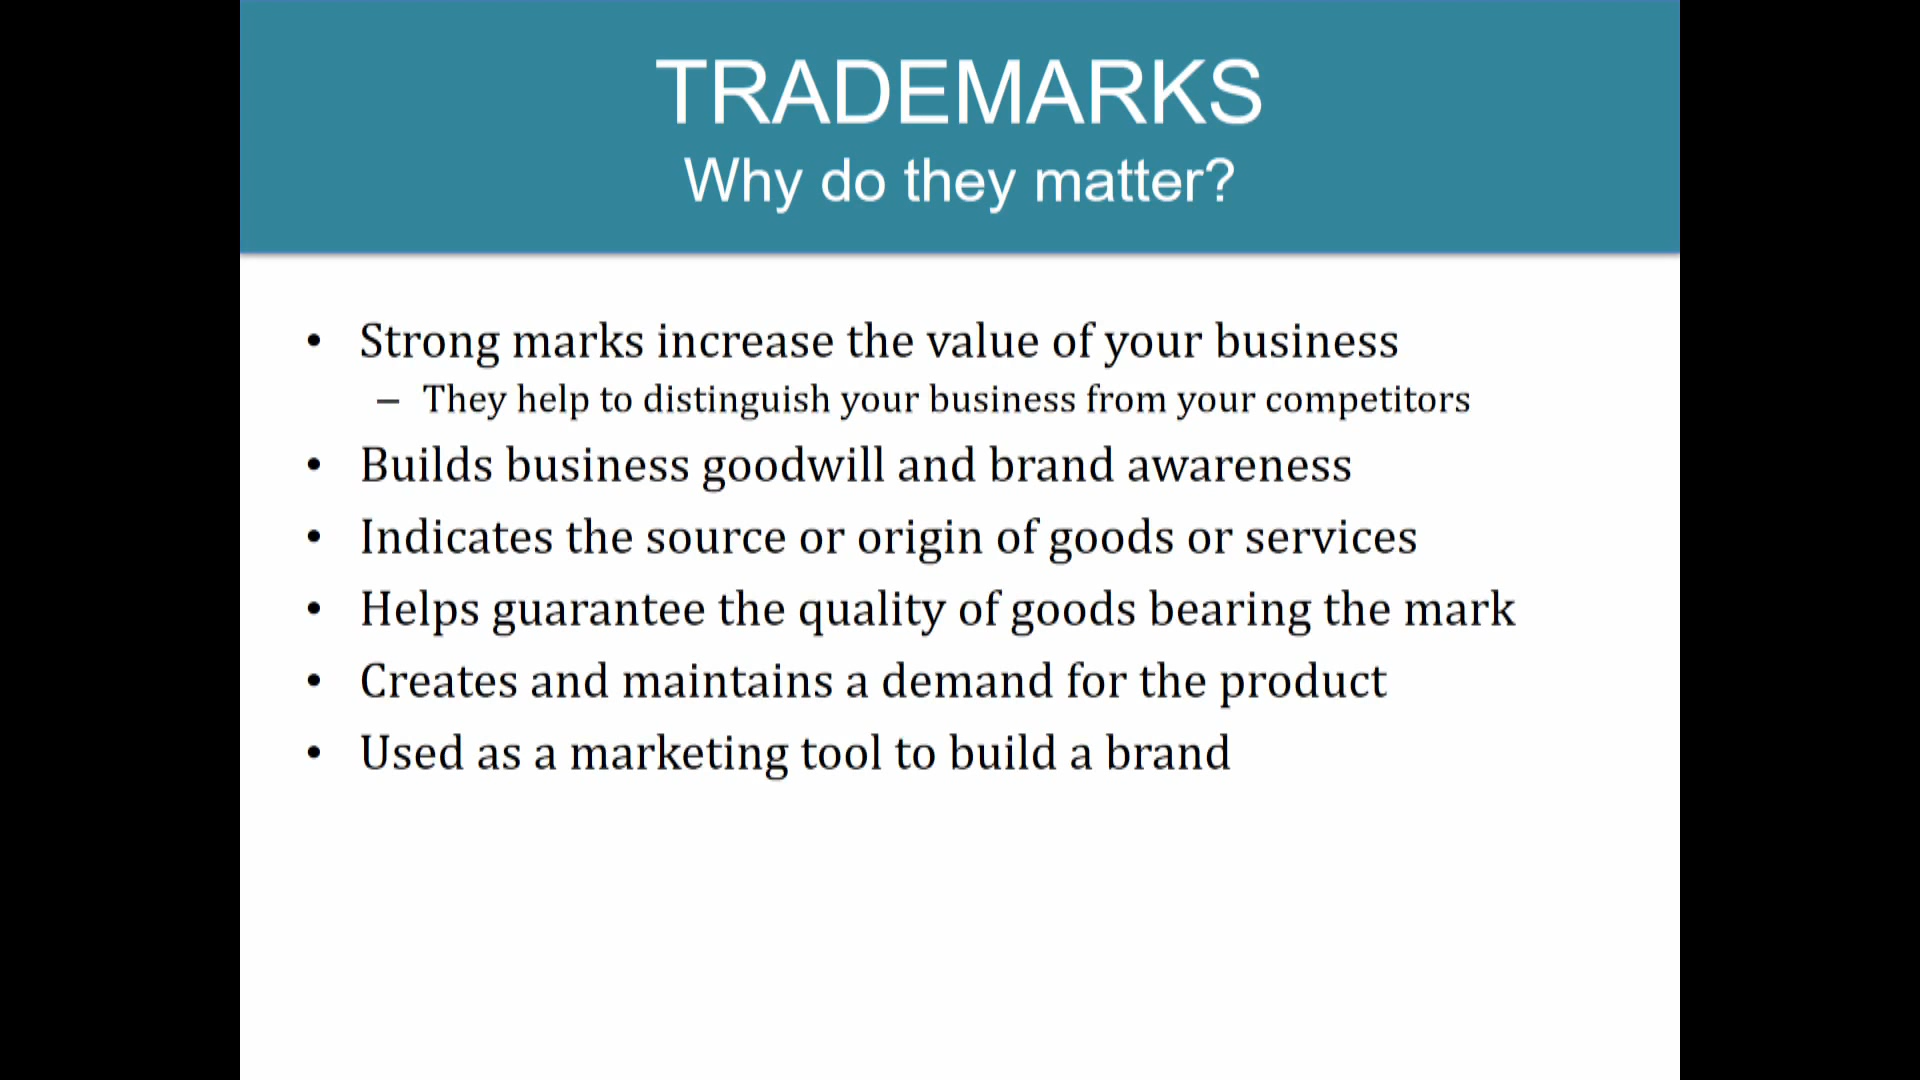 TRADEMARKS
Why do they matter?
• Strong marks increase the value of your business
– They help to distinguish your business from your competitors
• Builds business goodwill and brand awareness
• Indicates the source or origin of goods or services
• Helps guarantee the quality of goods bearing the mark
• Creates and maintains a demand for the product
• Used as a marketing tool to build a brand